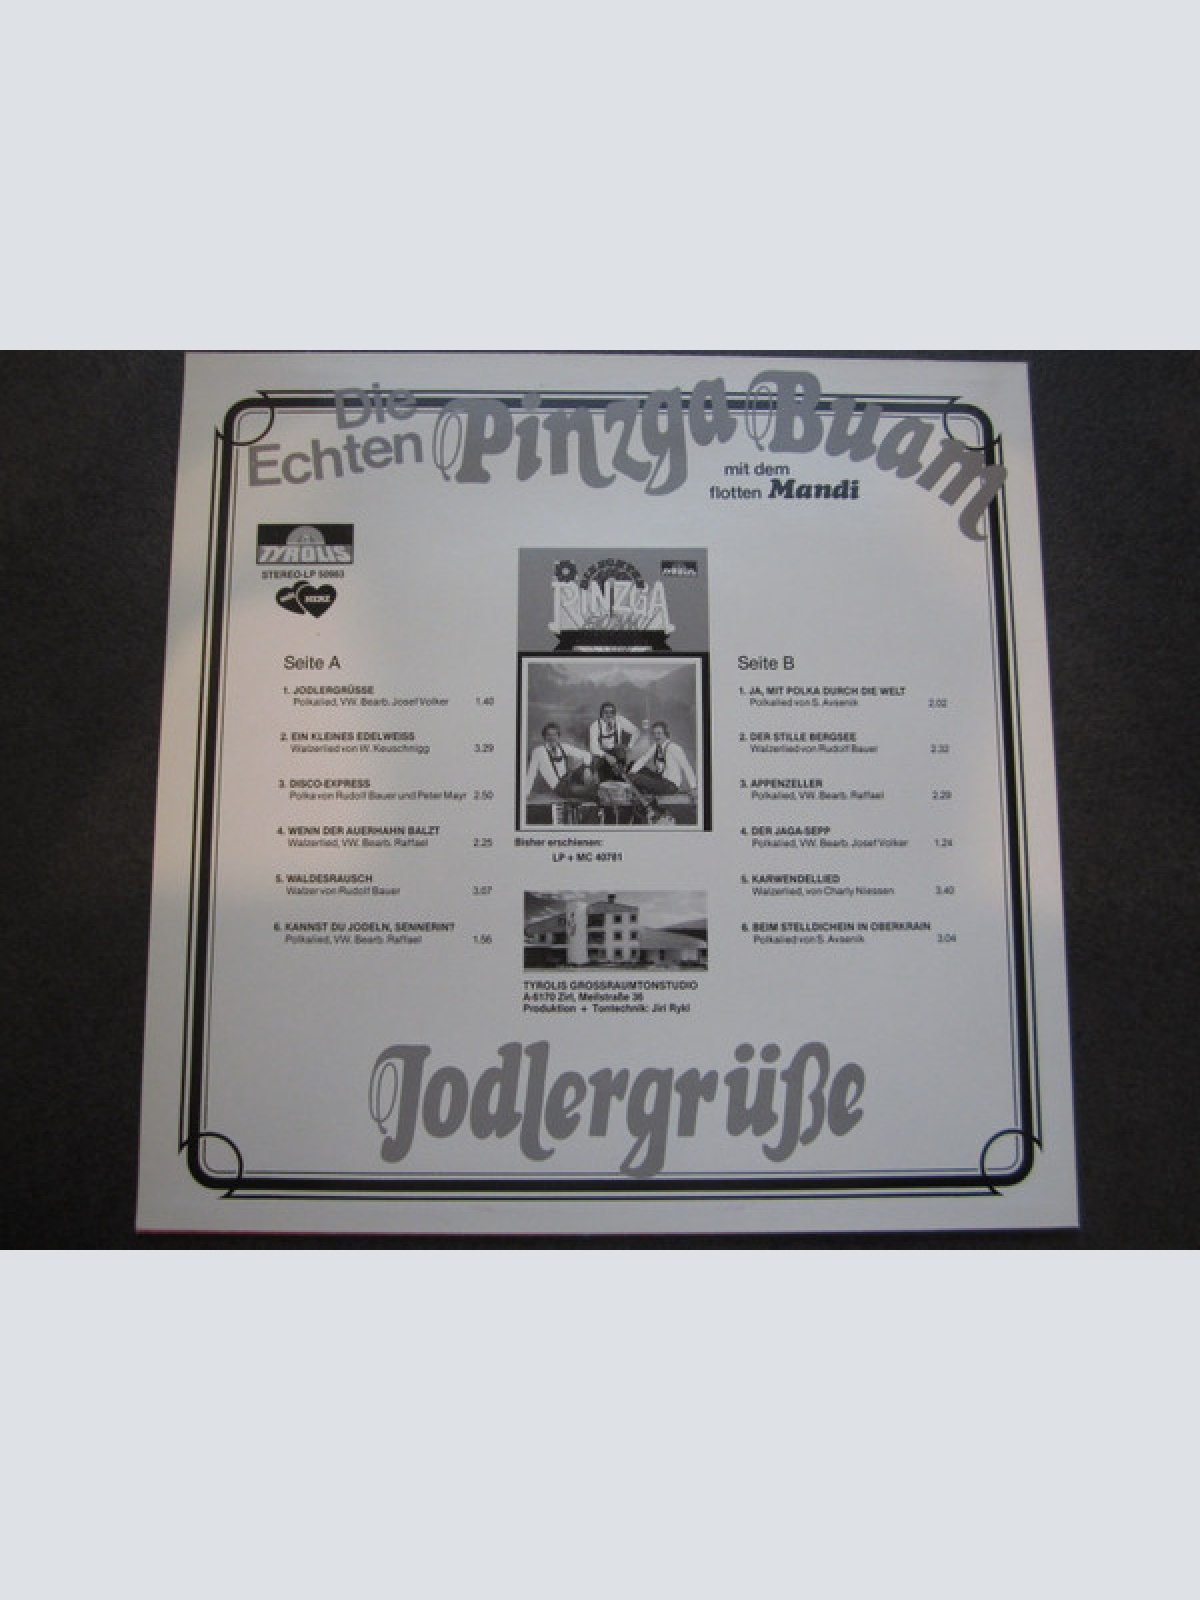 Die
Echten Pinzga Buam
mit dem
flotten Mandi
TYROLIS
STEREO-LP 50983
HERZ
PINZGA
Seite A
1. JODLERGRÜSSE
Polkalied, VW. Bearb. Josef Volker 1.40
2. EIN KLEINES EDELWEISS
Walzerlied von W. Keuschnigg 3.29
3. DISCO-EXPRESS
Polka von Rudolf Bauer und Peter Mayr 2.50
4. WENN DER AUERHAHN BALZT
Walzerlied, VW. Bearb. Raffael 2.25
5. WALDESRAUSCH
Walzer von Rudolf Bauer 3.07
6. KANNST DU JODELN, SENNERIN?
Polkalied, VW. Bearb. Raffael 1.56
Bisher erschienen:
LP + MC 40781
TYROLIS GROSSRAUMTONSTUDIO
A-6170 Zirl, Meilstraße 36
Produktion + Tontechnik: Jiri Rykl
Seite B
1. JA, MIT POLKA DURCH DIE WELT
Polkalied von S. Avsenik 2.02
2. DER STILLE BERGSEE
Walzerlied von Rudolf Bauer 2.32
3. APPENZELLER
Polkalied, VW. Bearb. Raffael 2.29
4. DER JAGA-SEPP
Polkalied, VW. Bearb. Josef Volker 1.24
5. KARWENDELLIED
Walzerlied, von Charly Niessen 3.40
6. BEIM STELLDICHEIN IN OBERKRAIN
Polkalied von S. Avsenik 3.04
Jodlergrüße